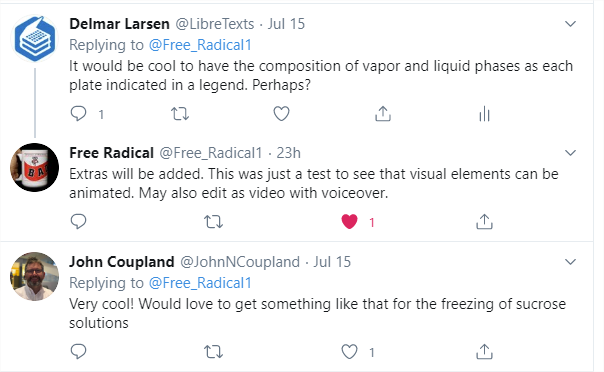 Delmar Larsen @LibreTexts · Jul 15
Replying to @Free_Radical1
It would be cool to have the composition of vapor and liquid phases as each
plate indicated in a legend. Perhaps?
1
Free Radical @Free_Radical1 · 23h
Extras will be added. This was just a test to see that visual elements can be
animated. May also edit as video with voiceover.
1
John Coupland @JohnNCoupland · Jul 15
Replying to @Free_Radical1
Very cool! Would love to get something like that for the freezing of sucrose
solutions
1